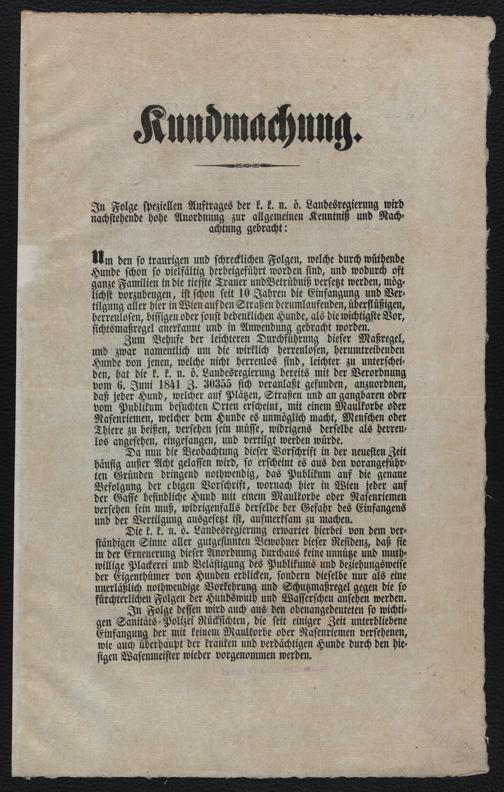 Kundmachung.
In Folge speziellen Auftrages der k. k. n. ö. Landesregierung wird
nachstehende hohe Anordnung zur allgemeinen Kenntniß und Nach-
achtung gebracht:
Um den so traurigen und schrecklichen Folgen, welche durch wüthende
Hunde schon so vielfältig herbeigeführt worden sind, und wodurch oft
ganze Familien in die tiefste Trauer und Betrübniß versetzt werden, mög-
lichst vorzubeugen, ist schon seit 10 Jahren die Einfangung und Ver-
tilgung aller hier in Wien auf den Straßen herumlaufenden, überflüßigen,
herrenlosen, bissigen oder sonst bedenklichen Hunde, als die wichtigste Vor-
sichtsmaßregel anerkannt und in Anwendung gebracht worden.
Zum Behufe der leichteren Durchführung dieser Maßregel,
und zwar namentlich um die wirklich herrenlosen, herumtreibenden
Hunde von jenen, welche nicht herrenlos sind, leichter zu unterschei-
den, hat die k. k. n. ö. Landesregierung bereits mit der Verordnung
vom 6. Juni 1841 Z. 30355 sich veranlaßt gefunden, anzuordnen,
daß jeder Hund, welcher auf Plätzen, Straßen und an gangbaren oder
vom Publikum besuchten Orten erscheint, mit einem Maulkorbe oder
Nasenriemen, welcher dem Hunde es unmöglich macht, Menschen oder
Thiere zu beißen, versehen sein müsse, widrigens derselbe als herren-
los angesehen, eingefangen, und vertilgt werden würde.
Da nun die Beobachtung dieser Vorschrift in der neuesten Zeit
häufig außer Acht gelassen wird, so erscheint es aus den vorangeführ-
ten Gründen dringend nothwendig, das Publikum auf die genaue
Befolgung der obigen Vorschrift, wornach hier in Wien jeder auf
der Gasse befindliche Hund mit einem Maulkorbe oder Nasenriemen
versehen sein muß, widrigenfalls derselbe der Gefahr des Einfangens
und der Vertilgung ausgesetzt ist, aufmerksam zu machen.
Die k. k. n. ö. Landesregierung erwartet hierbei von dem ver-
ständigen Sinne aller gutgesinnten Bewohner dieser Residenz, daß sie
in der Erneuerung dieser Anordnung durchaus keine unnütze und muth-
willige Plackerei und Belästigung des Publikums und beziehungsweise
der Eigenthümer von Hunden erblicken, sondern dieselbe nur als eine
unerläßlich nothwendige Vorkehrung und Schutzmaßregel gegen die so
fürchterlichen Folgen der Hundswuth und Wasserscheu ansehen werden.
In Folge dessen wird auch aus den obenangedeuteten so wichti-
gen Sanitäts-Polizei Rücksichten, die seit einiger Zeit unterbliebene
Einfangung der mit keinem Maulkorbe oder Nasenriemen versehenen,
wie auch überhaupt der kranken und verdächtigen Hunde durch den hie-
sigen Wasenmeister wieder vorgenommen werden.